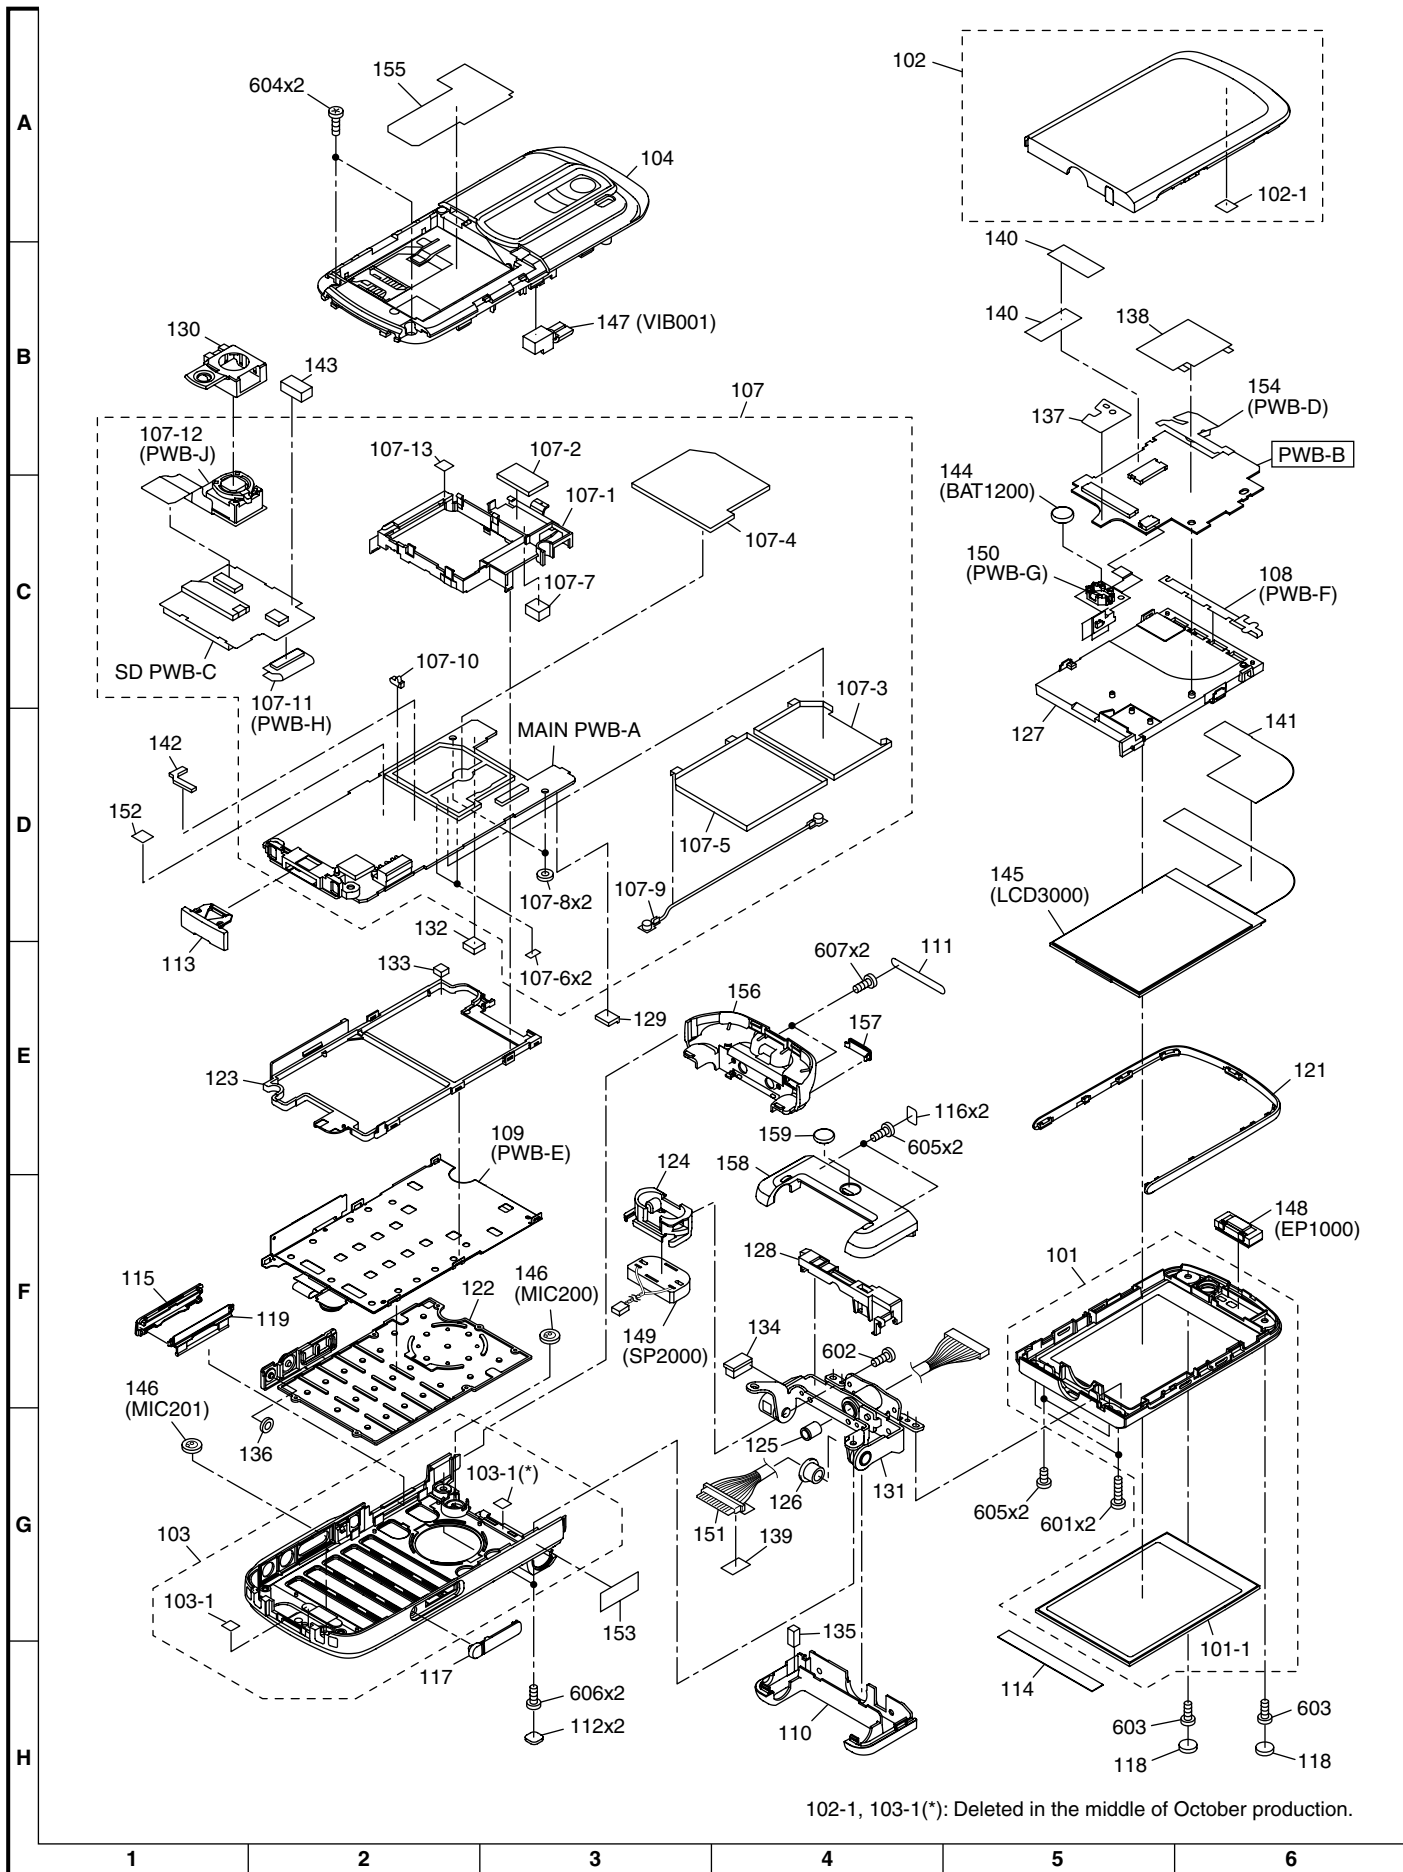 A
604x2
155
104
102
102-1
B
130
143
147 (VIB001)
140
140
138
137
154
(PWB-D)
PWB-B
107
107-12
(PWB-J)
107-13
107-2
107-1
107-4
107-7
144
(BAT1200)
150
(PWB-G)
108
(PWB-F)
C
SD PWB-C
107-11
(PWB-H)
107-10
107-3
MAIN PWB-A
127
141
D
142
152
107-5
107-9
107-8x2
145
(LCD3000)
113
132
107-6x2
133
129
607x2
111
156
157
E
123
121
116x2
159
605x2
158
109
(PWB-E)
124
148
(EP1000)
101
128
F
115
119
122
146
(MIC200)
149
(SP2000)
134
602
146
(MIC201)
136
125
126
131
103-1(*)
605x2
601x2
G
103
151
139
103-1
153
117
135
101-1
114
606x2
112x2
110
603
603
H
118
118
102-1, 103-1(*): Deleted in the middle of October production.
1
2
3
4
5
6